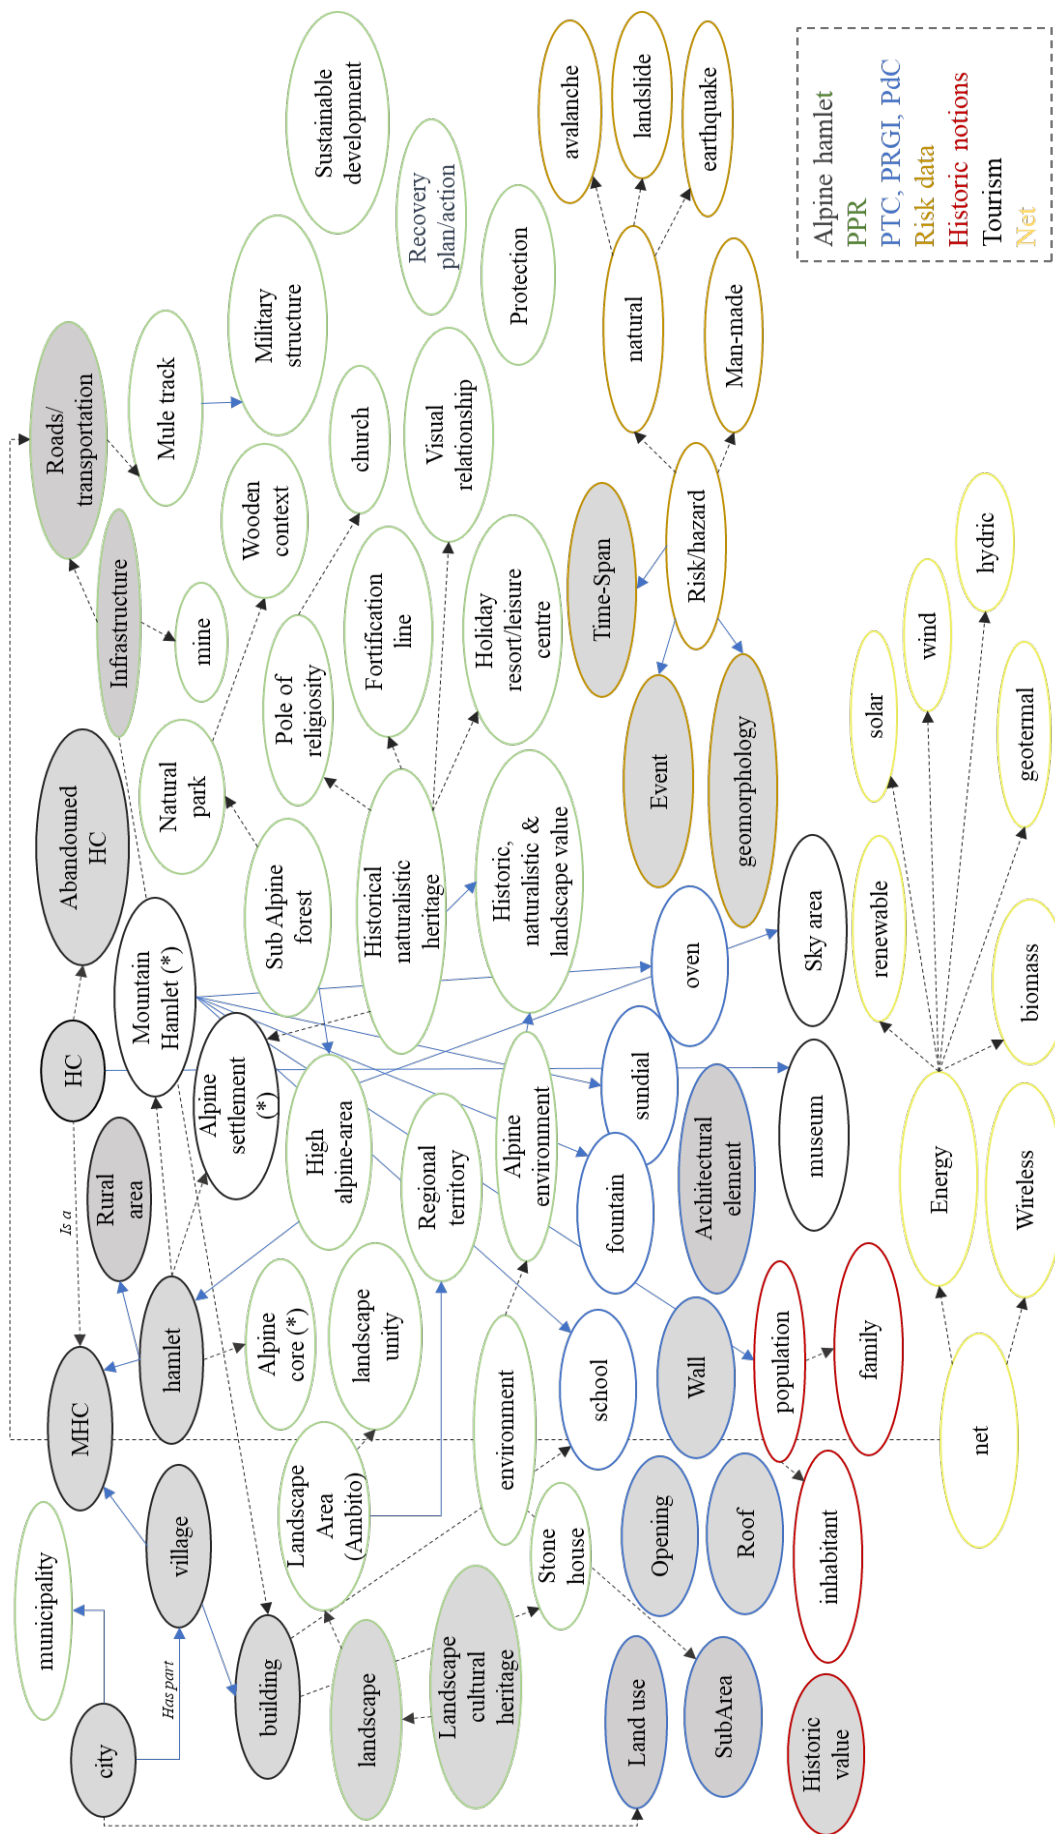 city
municipality
Has part
village
building
MHC
Is a
HC
Abandouned
HC
hamlet
Rural
area
Mountain
Hamlet (*)
Infrastructure
Roads/
transportation
Mule track
mine
Natural
park
Wooden
context
Military
structure
Sustainable
development
Alpine
settlement
(*)
Alpine
core (*)
Sub Alpine
forest
Pole of
religiosity
church
landscape
Landscape
Area
(Ambito)
landscape
unity
High
alpine-area
Historical
naturalistic
heritage
Fortification
line
Visual
relationship
Recovery
plan/action
Landscape
cultural
heritage
Regional
territory
Holiday
resort/leisure
centre
Protection
Stone
house
environment
Alpine
environment
Historic,
naturalistic &
landscape value
school
fountain
sundial
oven
Land use
Opening
Wall
Architectural
element
SubArea
Roof
Event
Time-Span
geomorphology
Risk/hazard
natural
Man-made
avalanche
landslide
earthquake
Historic
value
inhabitant
population
family
museum
Sky area
net
Energy
Wireless
renewable
biomass
solar
wind
geotermal
hydric
Alpine hamlet
PPR
PTC, PRGI, PdC
Risk data
Historic notions
Tourism
Net